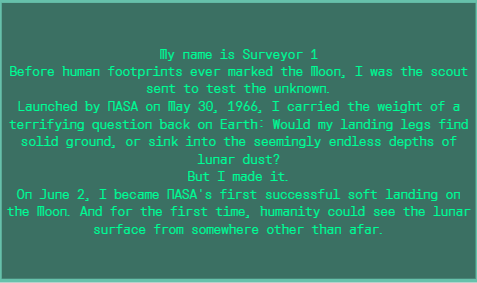 My name is Surveyor 1
Before human footprints ever marked the Moon, I was the scout
sent to test the unknown.
Launched by NASA on May 30, 1966, I carried the weight of a
terrifying question back on Earth: Would my landing legs find
solid ground, or sink into the seemingly endless depths of
lunar dust?
But I made it.
On June 2, I became NASA's first successful soft landing on
the Moon. And for the first time, humanity could see the lunar
surface from somewhere other than afar.